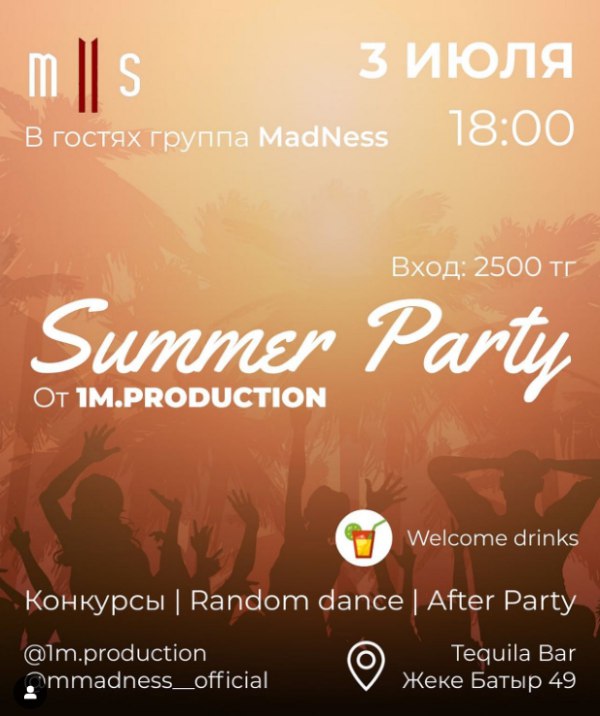 m S
3 ИЮЛЯ
18:00
В гостях группа MadNess
Вход: 2500 тг
Summer Party
От 1M.PRODUCTION
Welcome drinks
Конкурсы | Random dance | After Party
@1m.production
@mmadness__official
Tequila Bar
Жеке Батыр 49